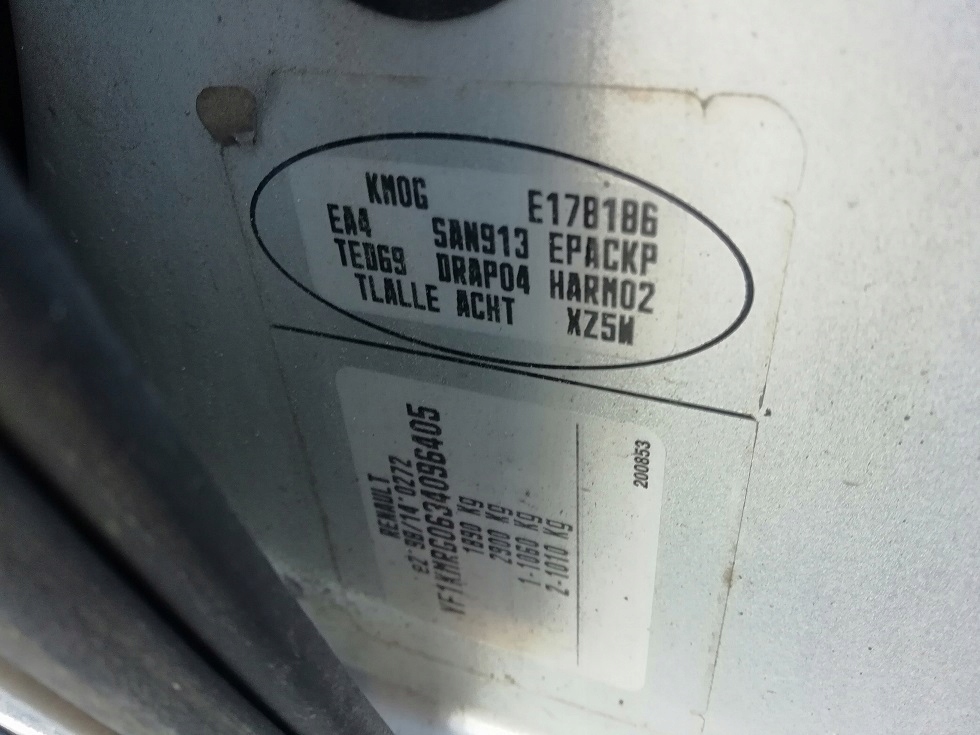 KM0G E178186
EA4 SAN913 EPACKP
TED69 DRAP04 HARM02
TLALLE ACHT XZ5M
RENAULT
e2*98/14*0272
VF1KMRG0634096405
1890 Kg
2900 Kg
1-1060 Kg
2-1010 Kg
200853